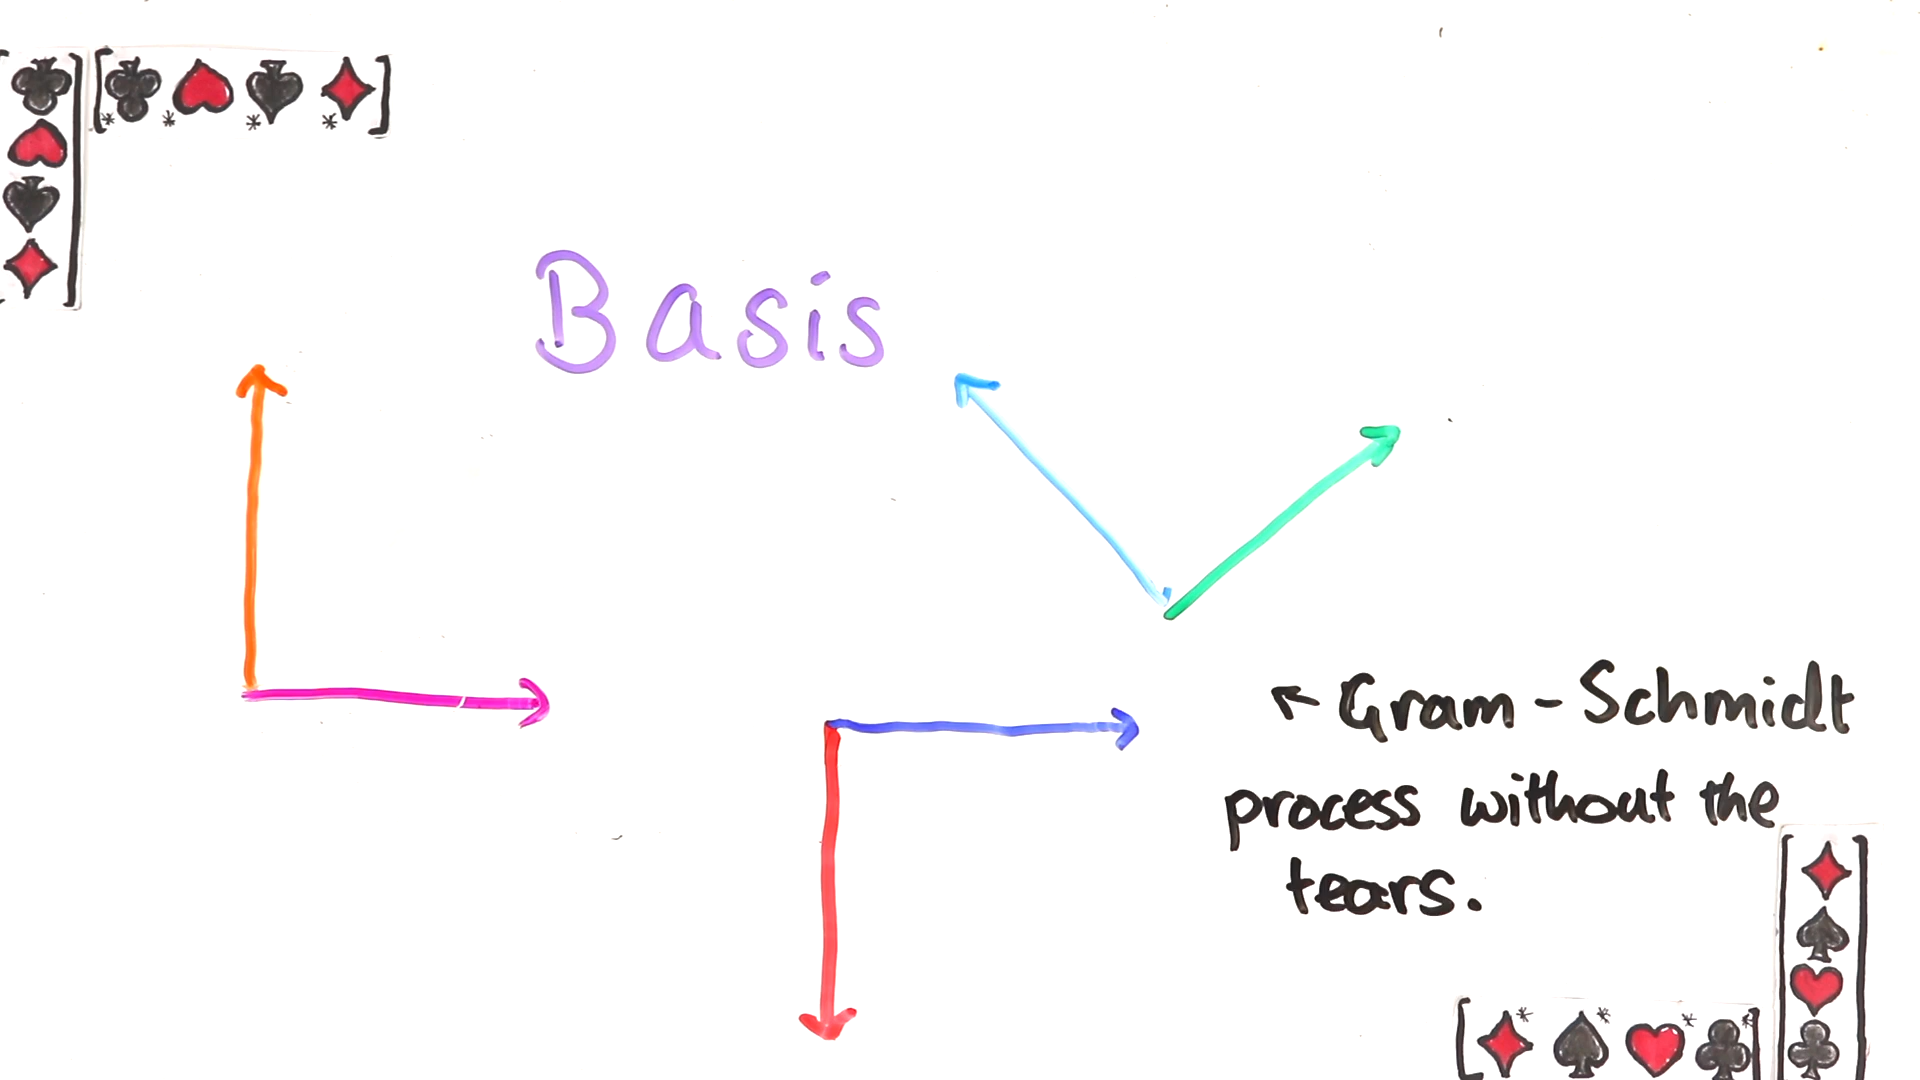 Basis
↖ Gram - Schmidt
process without the
tears.